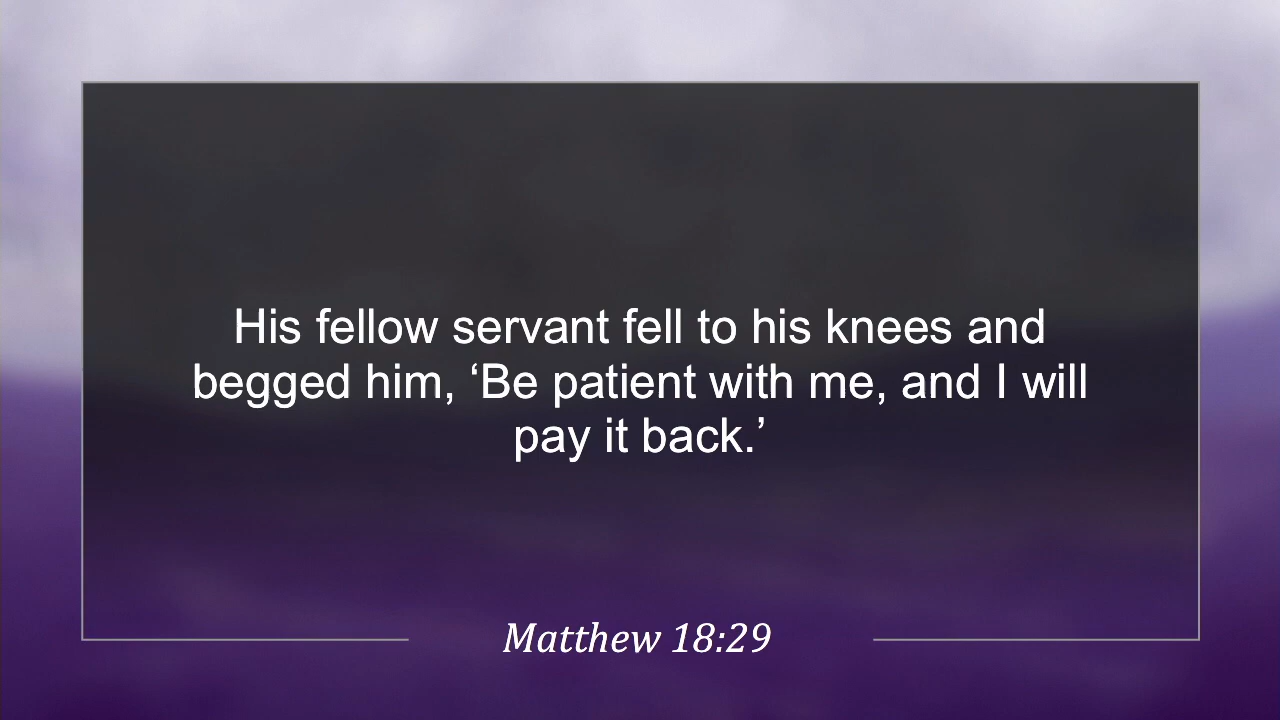 His fellow servant fell to his knees and
begged him, ‘Be patient with me, and I will
pay it back.’
Matthew 18:29